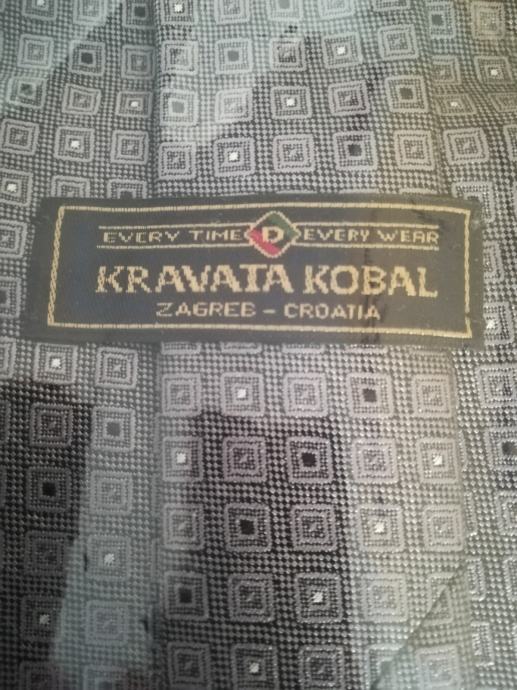 EVERY TIME D EVERY WEAR
KRAVATA KOBAL
ZAGREB - CROATIA